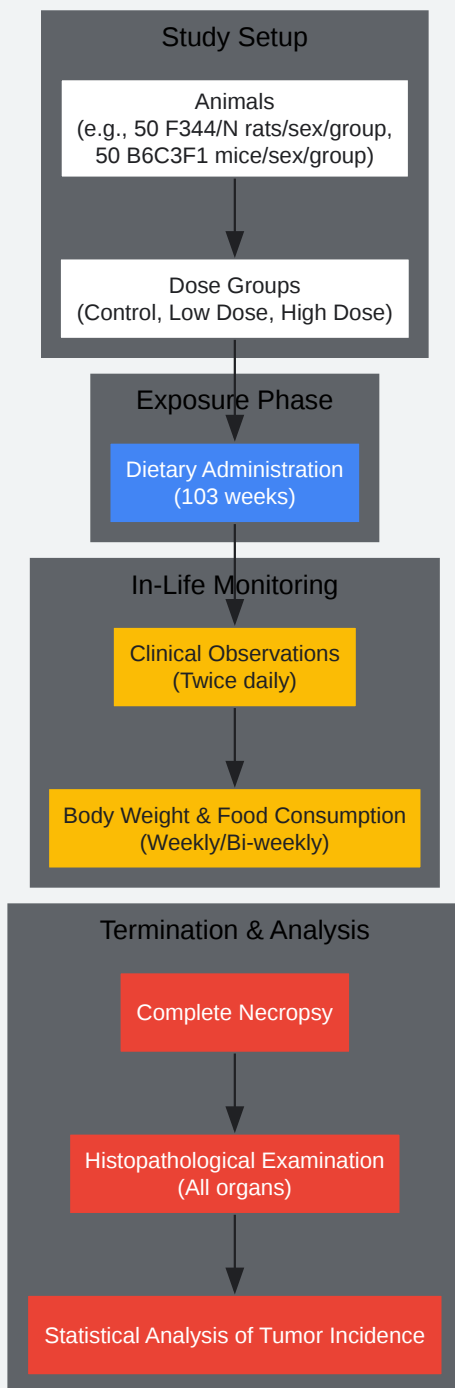 Study Setup
Animals
(e.g., 50 F344/N rats/sex/group,
50 B6C3F1 mice/sex/group)
Dose Groups
(Control, Low Dose, High Dose)
Exposure Phase
Dietary Administration
(103 weeks)
In-Life Monitoring
Clinical Observations
(Twice daily)
Body Weight & Food Consumption
(Weekly/Bi-weekly)
Termination & Analysis
Complete Necropsy
Histopathological Examination
(All organs)
Statistical Analysis of Tumor Incidence